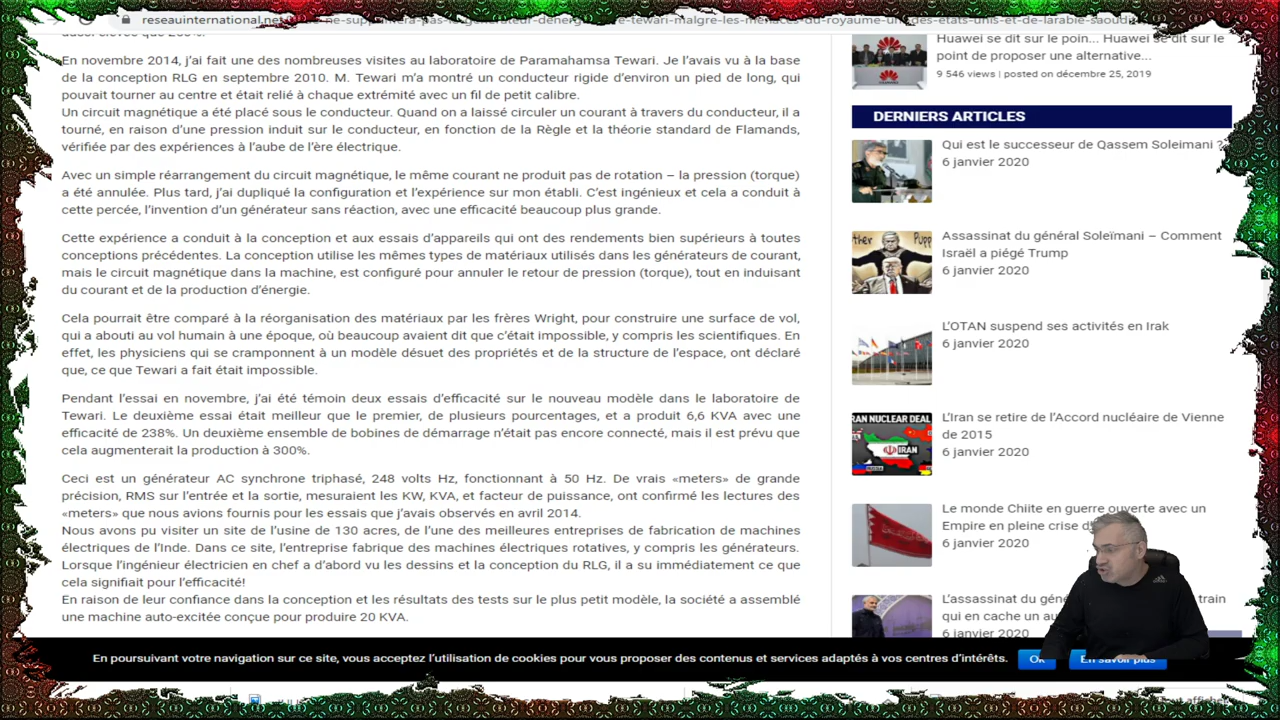 reseauinternational.net
En novembre 2014, j'ai fait une des nombreuses visites au laboratoire de Paramahamsa Tewari. Je l'avais vu à la base
de la conception RLG en septembre 2010. M. Tewari m'a montré un conducteur rigide d'environ un pied de long, qui
pouvait tourner au centre et était relié à chaque extrémité avec un fil de petit calibre.
Un circuit magnétique a été placé sous le conducteur. Quand on a laissé circuler un courant à travers du conducteur, il a
tourné, en raison d'une pression induit sur le conducteur, en fonction de la Règle et la théorie standard de Flamands,
vérifiée par des expériences à l'aube de l'ère électrique.
Avec un simple réarrangement du circuit magnétique, le même courant ne produit pas de rotation – la pression (torque)
a été annulée. Plus tard, j'ai dupliqué la configuration et l'expérience sur mon établi. C'est ingénieux et cela a conduit à
cette percée, l'invention d'un générateur sans réaction, avec une efficacité beaucoup plus grande.
Cette expérience a conduit à la conception et aux essais d'appareils qui ont des rendements bien supérieurs à toutes
conceptions précédentes. La conception utilise les mêmes types de matériaux utilisés dans les générateurs de courant,
mais le circuit magnétique dans la machine, est configuré pour annuler le retour de pression (torque), tout en induisant
du courant et de la production d'énergie.
Cela pourrait être comparé à la réorganisation des matériaux par les frères Wright, pour construire une surface de vol,
qui a abouti au vol humain à une époque, où beaucoup avaient dit que c'était impossible, y compris les scientifiques. En
effet, les physiciens qui se cramponnent à un modèle désuet des propriétés et de la structure de l'espace, ont déclaré
que, ce que Tewari a fait était impossible.
Pendant l'essai en novembre, j'ai été témoin deux essais d'efficacité sur le nouveau modèle dans le laboratoire de
Tewari. Le deuxième essai était meilleur que le premier, de plusieurs pourcentages, et a produit 6,6 KVA avec une
efficacité de 238%. Un deuxième ensemble de bobines de démarrage n'était pas encore connecté, mais il est prévu que
cela augmenterait la production à 300%.
Ceci est un générateur AC synchrone triphasé, 248 volts Hz, fonctionnant à 50 Hz. De vrais «meters» de grande
précision, RMS sur l'entrée et la sortie, mesuraient les KW, KVA, et facteur de puissance, ont confirmé les lectures des
«meters» que nous avions fournis pour les essais que j'avais observés en avril 2014.
Nous avons pu visiter un site de l'usine de 130 acres, de l'une des meilleures entreprises de fabrication de machines
électriques de l'Inde. Dans ce site, l'entreprise fabrique des machines électriques rotatives, y compris les générateurs.
Lorsque l'ingénieur électricien en chef a d'abord vu les dessins et la conception du RLG, il a su immédiatement ce que
cela signifiait pour l'efficacité!
En raison de leur confiance dans la conception et les résultats des tests sur le plus petit modèle, la société a assemblé
une machine auto-excitée conçue pour produire 20 KVA.
Huawei se dit sur le poin... Huawei se dit sur le
point de proposer une alternative...
9 546 views | posted on décembre 25, 2019
DERNIERS ARTICLES
Qui est le successeur de Qassem Soleimani ?
6 janvier 2020
Assassinat du général Soleïmani – Comment
Israël a piégé Trump
6 janvier 2020
L'OTAN suspend ses activités en Irak
6 janvier 2020
IRAN NUCLEAR DEAL
IRAN
L'Iran se retire de l'Accord nucléaire de Vienne
de 2015
6 janvier 2020
Le monde Chiite en guerre ouverte avec un
Empire en pleine crise
6 janvier 2020
L'assassinat du train
qui en cache un
6 janvier 2020
En poursuivant votre navigation sur ce site, vous acceptez l'utilisation de cookies pour vous proposer des contenus et services adaptés à vos centres d'intérêts.
Ok
En savoir plus